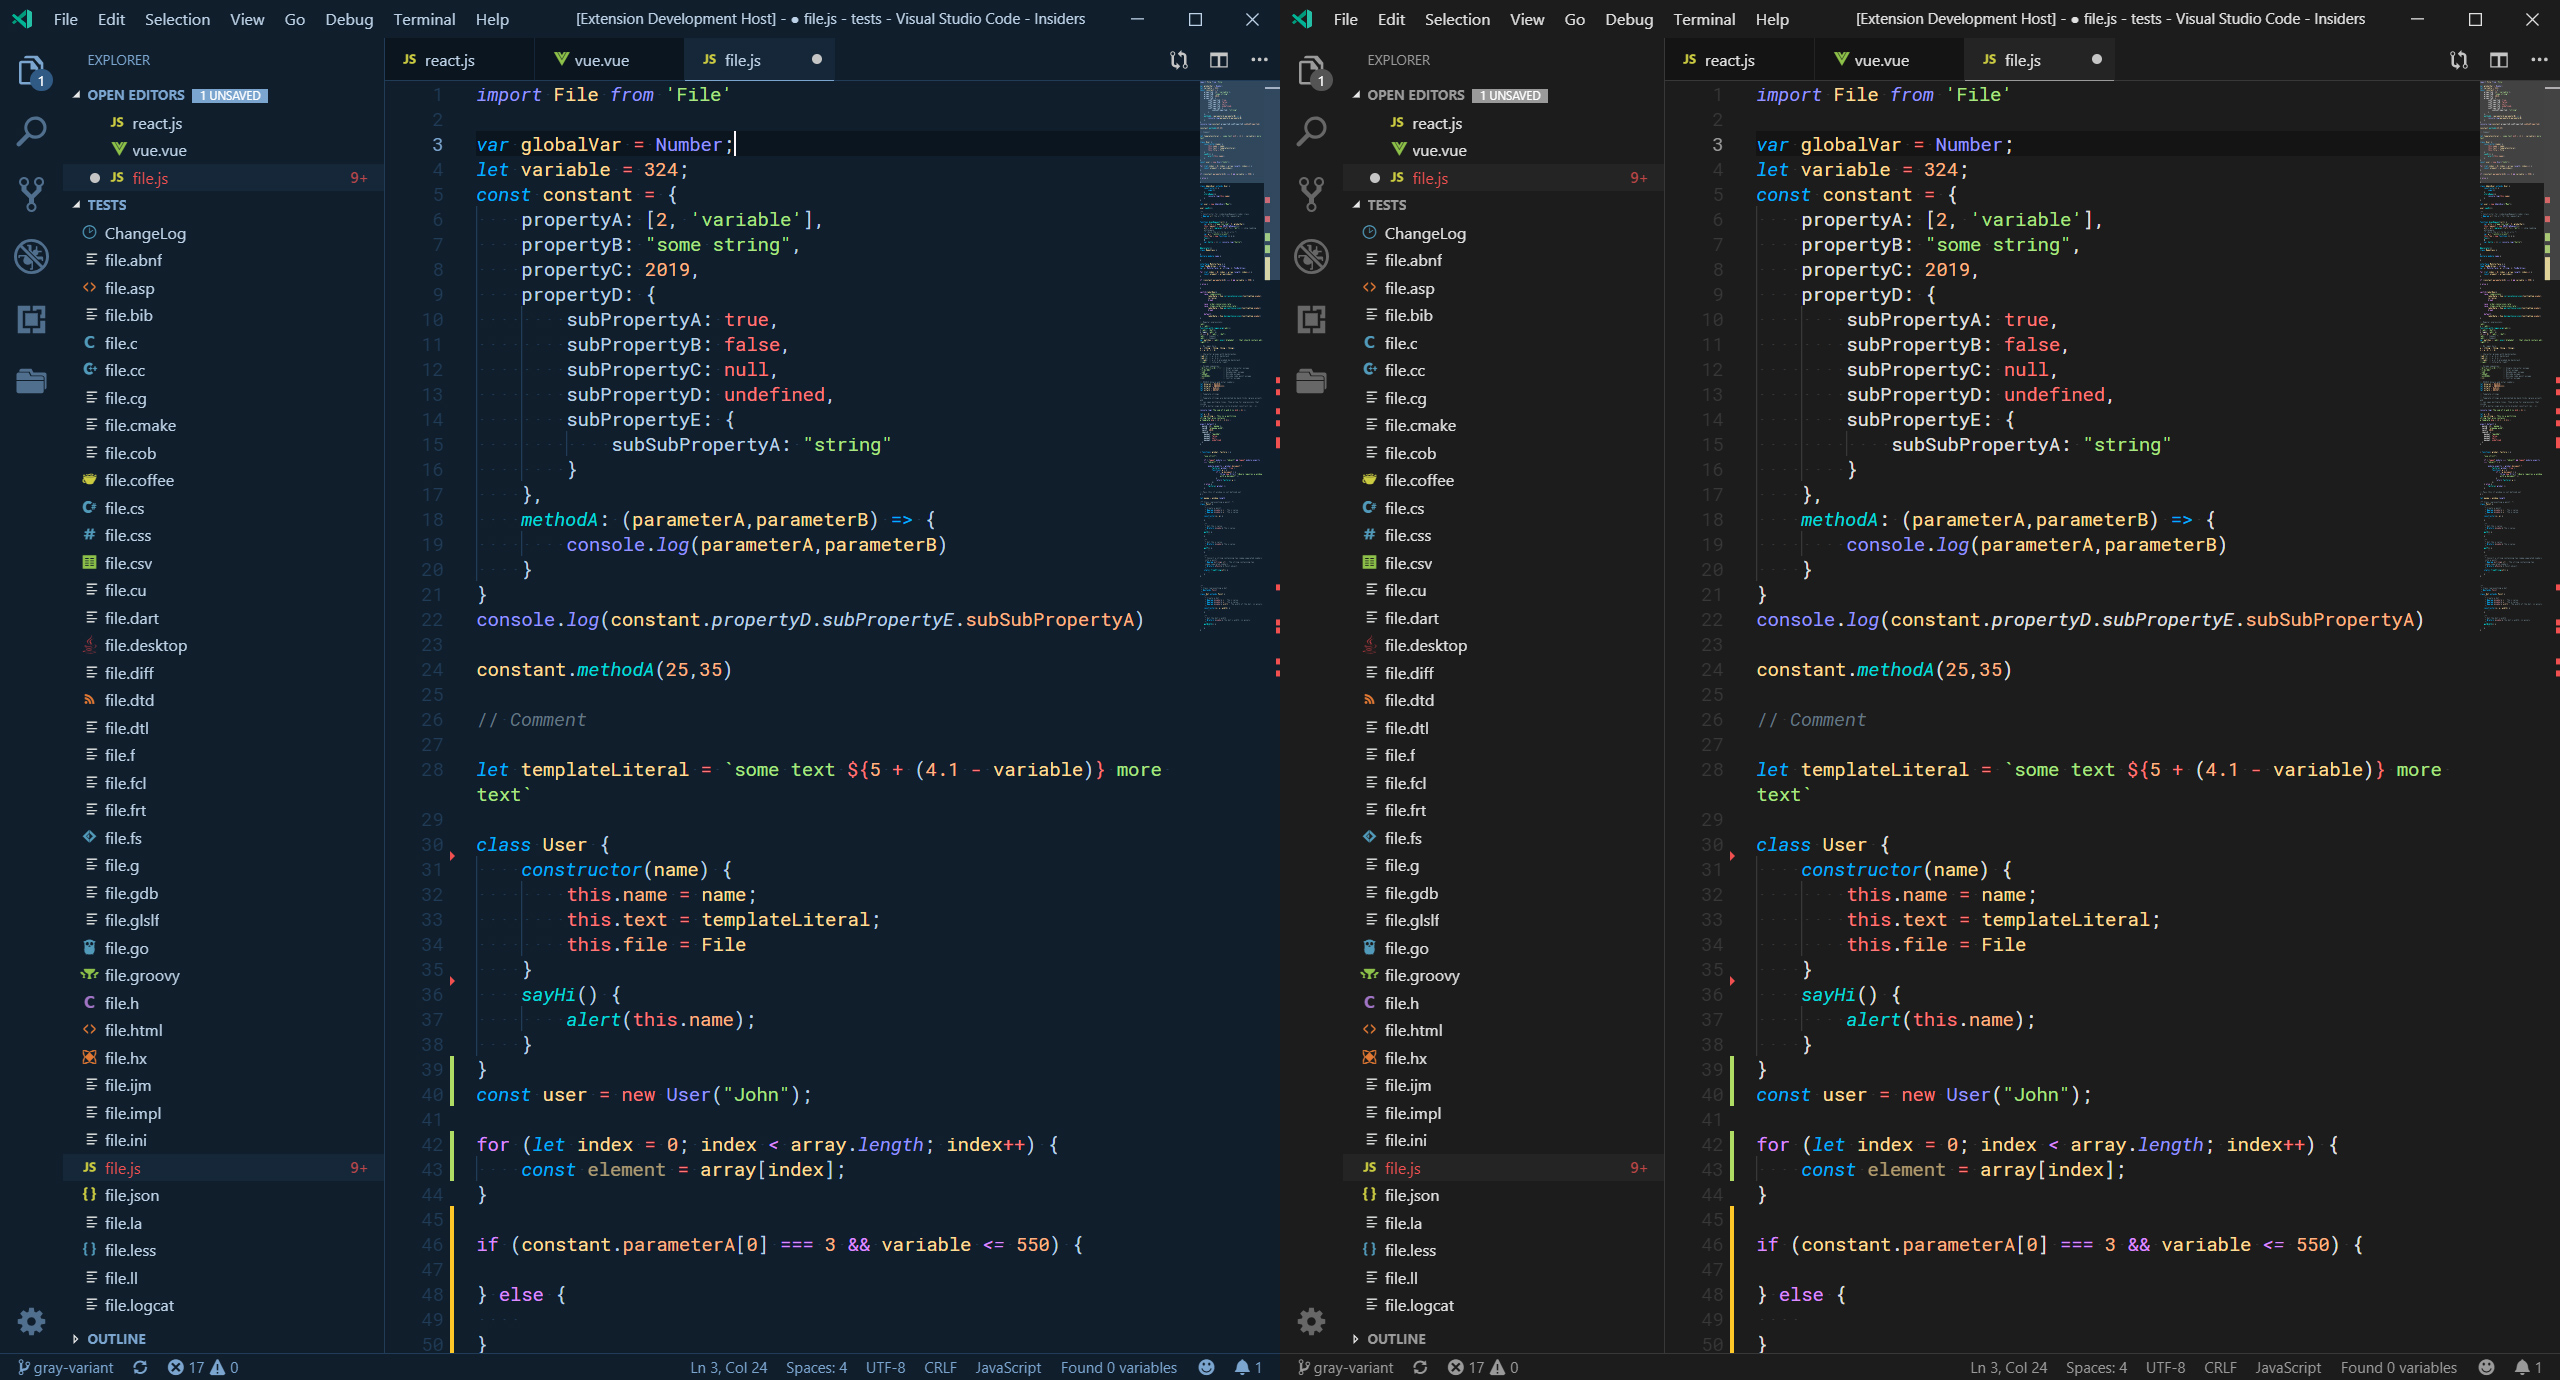 File Edit Selection View Go Debug Terminal Help [Extension Development Host] - ● file.js - tests - Visual Studio Code - Insiders
EXPLORER
1
OPEN EDITORS 1 UNSAVED
JS react.js
vue.vue
● JS file.js 9+
TESTS
ChangeLog
file.abnf
file.asp
file.bib
C file.c
file.cc
file.cg
file.cmake
file.cob
file.coffee
C# file.cs
# file.css
file.csv
file.cu
file.dart
file.desktop
file.diff
file.dtd
file.dtl
file.f
file.fcl
file.frt
file.fs
file.g
file.gdb
file.glslf
file.go
file.groovy
C file.h
<> file.html
file.hx
file.ijm
file.impl
file.ini
JS file.js 9+
{} file.json
file.la
{} file.less
file.ll
file.logcat
OUTLINE
JS react.js vue.vue JS file.js ●
1 import File from 'File'
2
3 var globalVar = Number;
4 let variable = 324;
5 const constant = {
6 propertyA: [2, 'variable'],
7 propertyB: "some string",
8 propertyC: 2019,
9 propertyD: {
10 subPropertyA: true,
11 subPropertyB: false,
12 subPropertyC: null,
13 subPropertyD: undefined,
14 subPropertyE: {
15 subSubPropertyA: "string"
16 }
17 },
18 methodA: (parameterA,parameterB) => {
19 console.log(parameterA,parameterB)
20 }
21 }
22 console.log(constant.propertyD.subPropertyE.subSubPropertyA)
23
24 constant.methodA(25,35)
25
26 // Comment
27
28 let templateLiteral = `some text ${5 + (4.1 - variable)} more
text`
29
30 class User {
31 constructor(name) {
32 this.name = name;
33 this.text = templateLiteral;
34 this.file = File
35 }
36 sayHi() {
37 alert(this.name);
38 }
39 }
40 const user = new User("John");
41
42 for (let index = 0; index < array.length; index++) {
43 const element = array[index];
44 }
45
46 if (constant.parameterA[0] === 3 && variable <= 550) {
47
48 } else {
49
50 }
gray-variant 17 0 Ln 3, Col 24 Spaces: 4 UTF-8 CRLF JavaScript Found 0 variables 1
File Edit Selection View Go Debug Terminal Help [Extension Development Host] - ● file.js - tests - Visual Studio Code - Insiders
EXPLORER
1
OPEN EDITORS 1 UNSAVED
JS react.js
vue.vue
● JS file.js 9+
TESTS
ChangeLog
file.abnf
file.asp
file.bib
C file.c
file.cc
file.cg
file.cmake
file.cob
file.coffee
C# file.cs
# file.css
file.csv
file.cu
file.dart
file.desktop
file.diff
file.dtd
file.dtl
file.f
file.fcl
file.frt
file.fs
file.g
file.gdb
file.glslf
file.go
file.groovy
C file.h
<> file.html
file.hx
file.ijm
file.impl
file.ini
JS file.js 9+
{} file.json
file.la
{} file.less
file.ll
file.logcat
OUTLINE
JS react.js vue.vue JS file.js ●
1 import File from 'File'
2
3 var globalVar = Number;
4 let variable = 324;
5 const constant = {
6 propertyA: [2, 'variable'],
7 propertyB: "some string",
8 propertyC: 2019,
9 propertyD: {
10 subPropertyA: true,
11 subPropertyB: false,
12 subPropertyC: null,
13 subPropertyD: undefined,
14 subPropertyE: {
15 subSubPropertyA: "string"
16 }
17 },
18 methodA: (parameterA,parameterB) => {
19 console.log(parameterA,parameterB)
20 }
21 }
22 console.log(constant.propertyD.subPropertyE.subSubPropertyA)
23
24 constant.methodA(25,35)
25
26 // Comment
27
28 let templateLiteral = `some text ${5 + (4.1 - variable)} more
text`
29
30 class User {
31 constructor(name) {
32 this.name = name;
33 this.text = templateLiteral;
34 this.file = File
35 }
36 sayHi() {
37 alert(this.name);
38 }
39 }
40 const user = new User("John");
41
42 for (let index = 0; index < array.length; index++) {
43 const element = array[index];
44 }
45
46 if (constant.parameterA[0] === 3 && variable <= 550) {
47
48 } else {
49
50 }
gray-variant 17 0 Ln 3, Col 24 Spaces: 4 UTF-8 CRLF JavaScript Found 0 variables 1